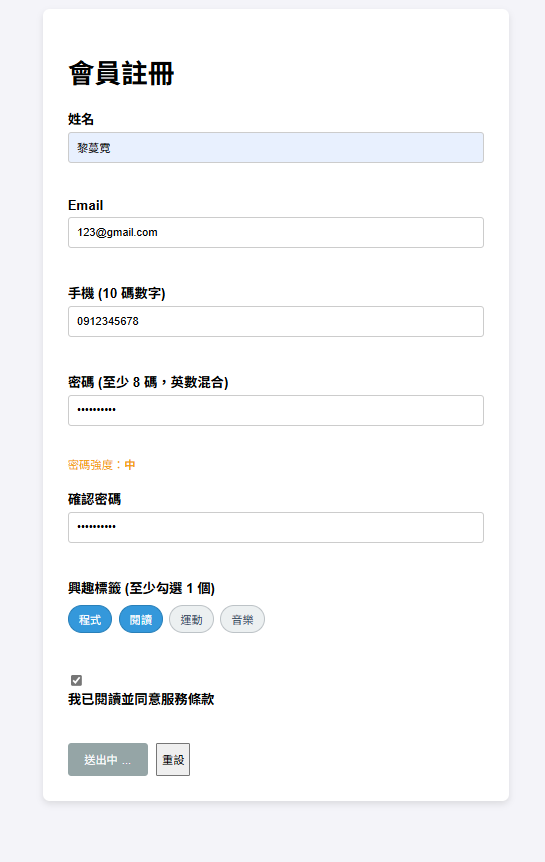 會員註冊
姓名
黎蔓霓
Email
123@gmail.com
手機 (10 碼數字)
0912345678
密碼 (至少 8 碼，英數混合)
••••••••••
密碼強度：中
確認密碼
••••••••••
興趣標籤 (至少勾選 1 個)
程式 閱讀 運動 音樂
我已閱讀並同意服務條款
送出中 ... 重設